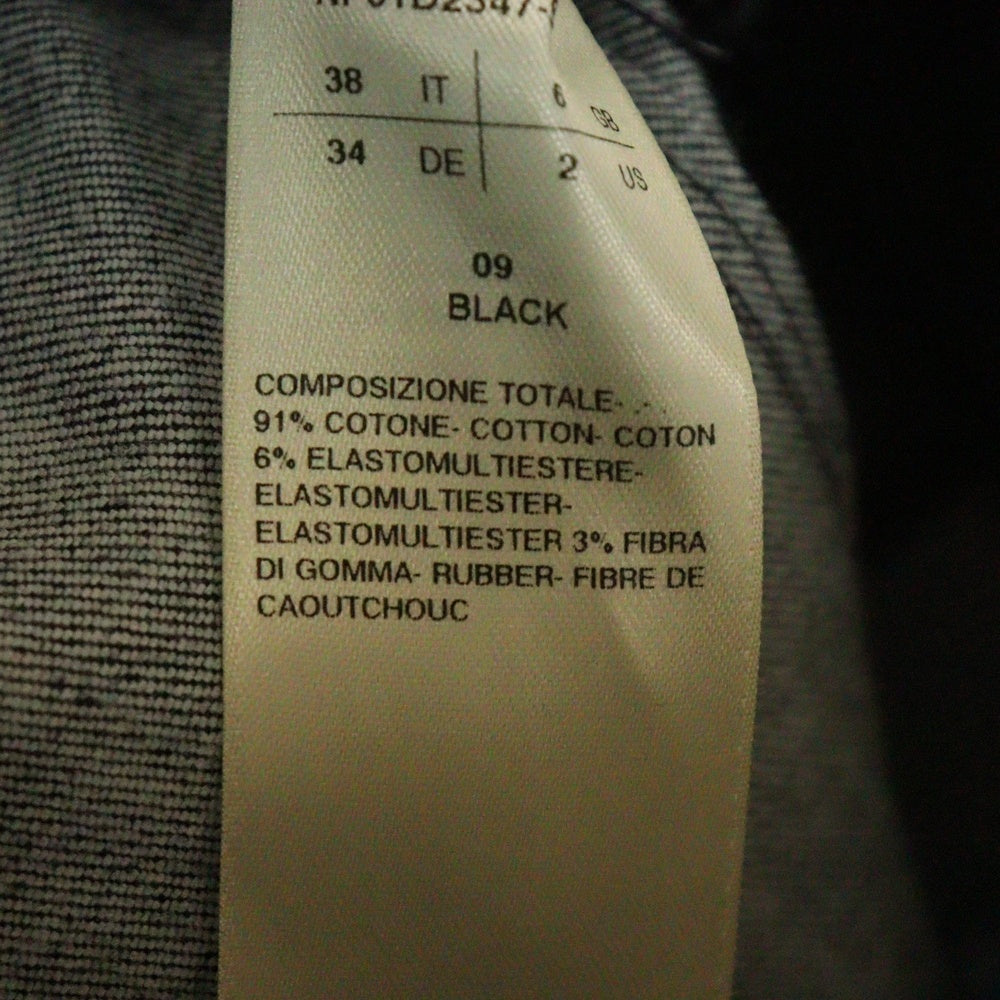 38 IT 6 GB
34 DE 2 US
09
BLACK
COMPOSIZIONE TOTALE- .-.
91% COTONE- COTTON- COTON
6% ELASTOMULTIESTERE-
ELASTOMULTIESTER-
ELASTOMULTIESTER 3% FIBRA
DI GOMMA- RUBBER- FIBRE DE
CAOUTCHOUC